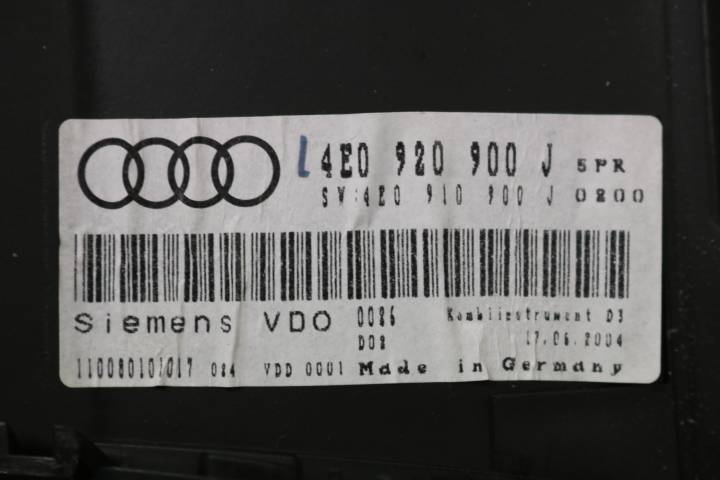 4E0 920 900 J 5PR
SW:4E0 910 900 J 0200
Siemens VDO 0086 Kombiinstrument D3
D08 17.06.2004
110080101017 084 VDD 0001 Made in Germany